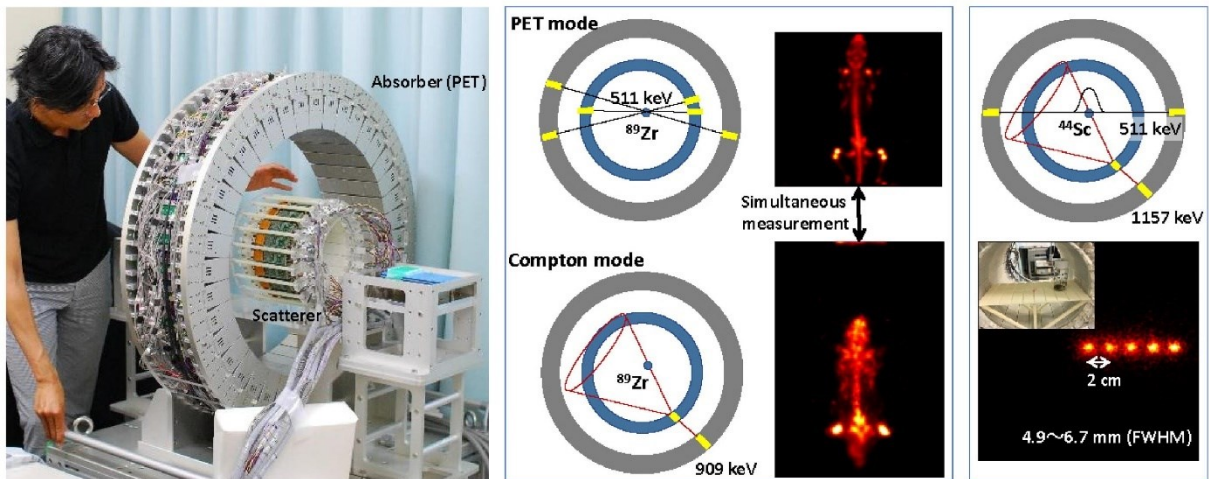 Absorber (PET)
Scatterer
PET mode
511 keV
⁸⁹Zr
Simultaneous
measurement
Compton mode
⁸⁹Zr
909 keV
⁴⁴Sc
511 keV
1157 keV
2 cm
4.9～6.7 mm (FWHM)